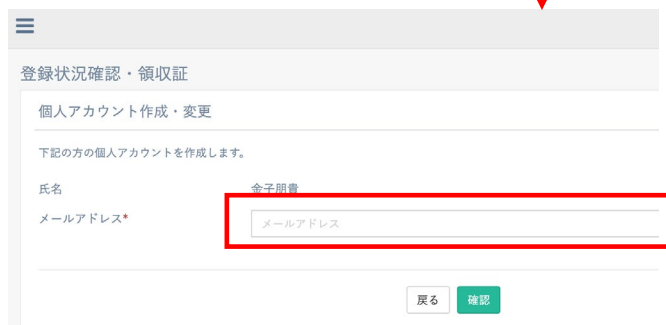 登録状況確認・領収証
個人アカウント作成・変更
下記の方の個人アカウントを作成します。
氏名 金子朋貴
メールアドレス* メールアドレス
戻る 確認